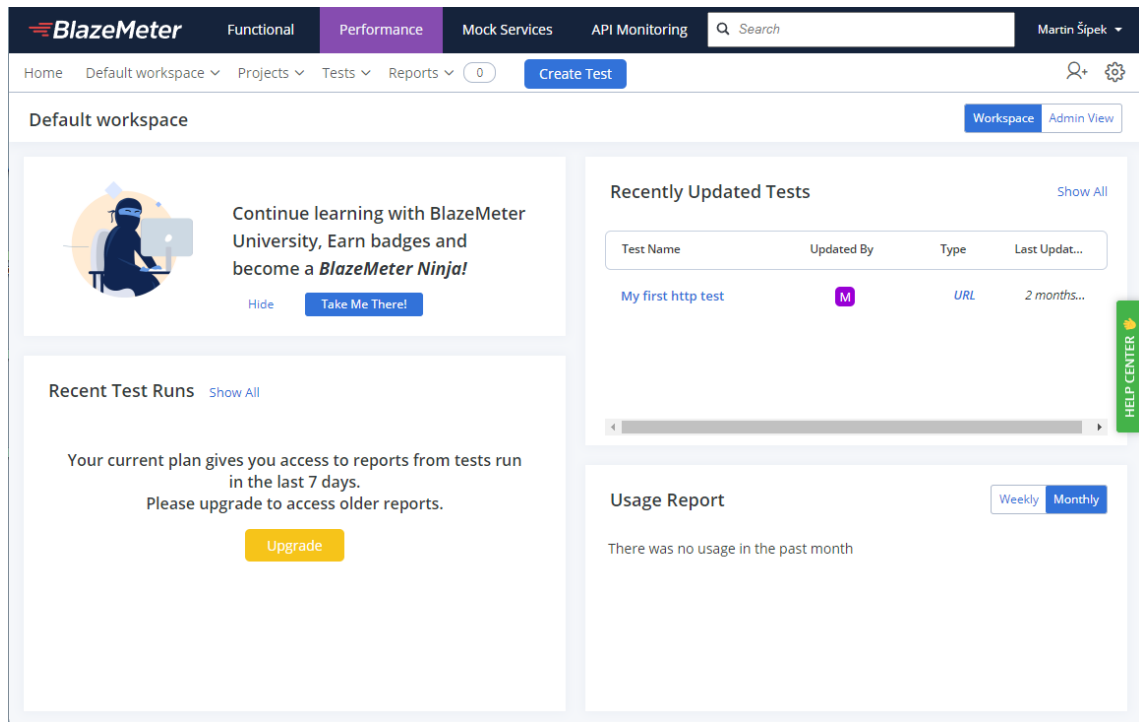 BlazeMeter
Functional
Performance
Mock Services
API Monitoring
Search
Martin Šípek
Home
Default workspace
Projects
Tests
Reports
0
Create Test
Default workspace
Workspace
Admin View
Continue learning with BlazeMeter
University, Earn badges and
become a BlazeMeter Ninja!
Hide
Take Me There!
Recently Updated Tests
Show All
Test Name
Updated By
Type
Last Updat...
My first http test
M
URL
2 months...
HELP CENTER
Recent Test Runs
Show All
Your current plan gives you access to reports from tests run
in the last 7 days.
Please upgrade to access older reports.
Upgrade
Usage Report
Weekly
Monthly
There was no usage in the past month